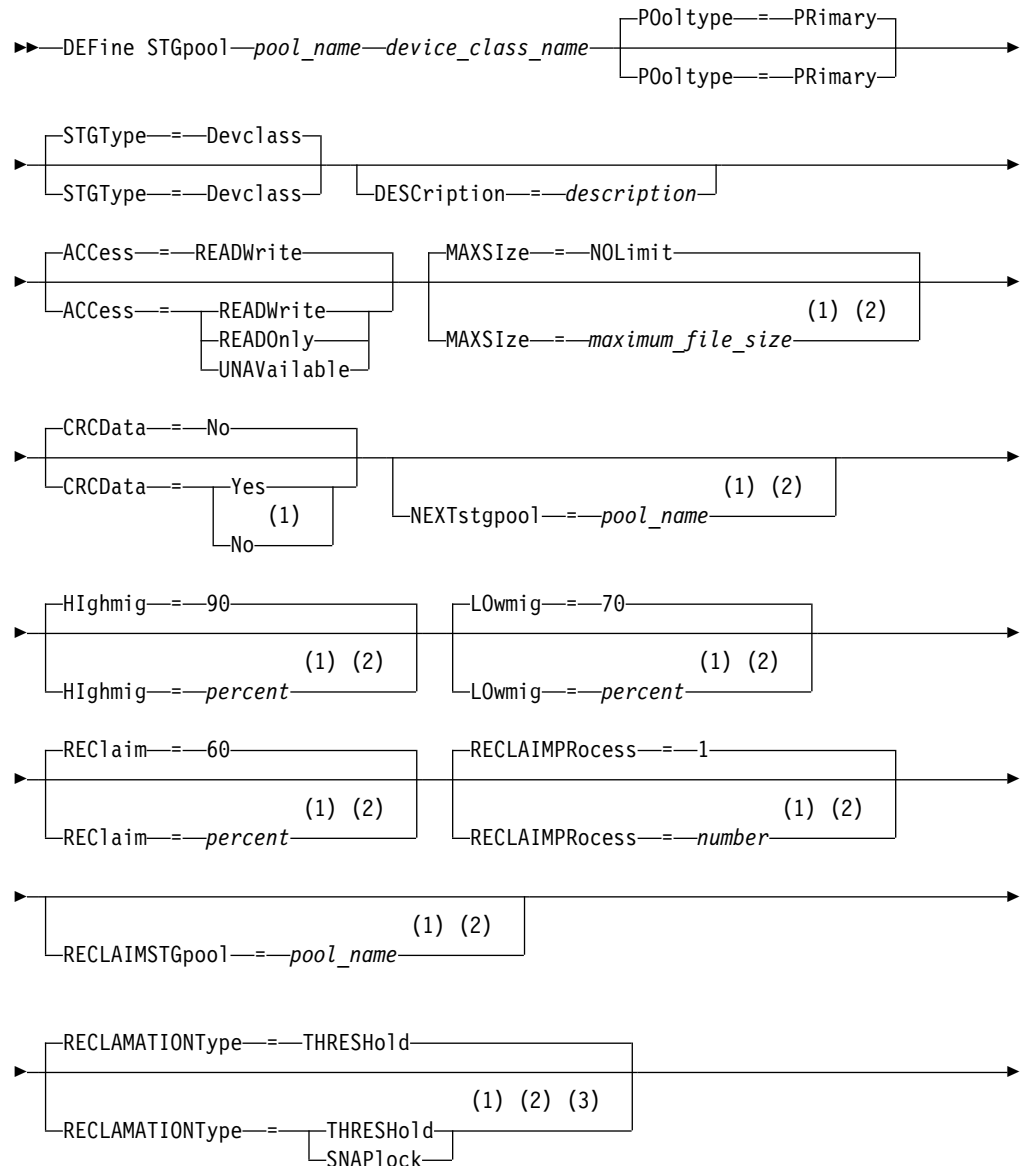 POoltype = PRimary
DEFine STGpool pool_name device_class_name
POoltype = PRimary
STGType = Devclass
STGType = Devclass
DESCription = description
ACCess = READWrite
MAXSIze = NOLimit
(1) (2)
ACCess = READWrite
MAXSIze = maximum_file_size
READOnly
UNAVailable
CRCData = No
(1) (2)
CRCData = Yes
(1)
NEXTstgpool = pool_name
No
HIghmig = 90
LOwmig = 70
(1) (2)
(1) (2)
HIghmig = percent
LOwmig = percent
REClaim = 60
RECLAIMPRocess = 1
(1) (2)
(1) (2)
REClaim = percent
RECLAIMPRocess = number
(1) (2)
RECLAIMSTGpool = pool_name
RECLAMATIONType = THRESHold
(1) (2) (3)
RECLAMATIONType = THRESHold
SNAPlock